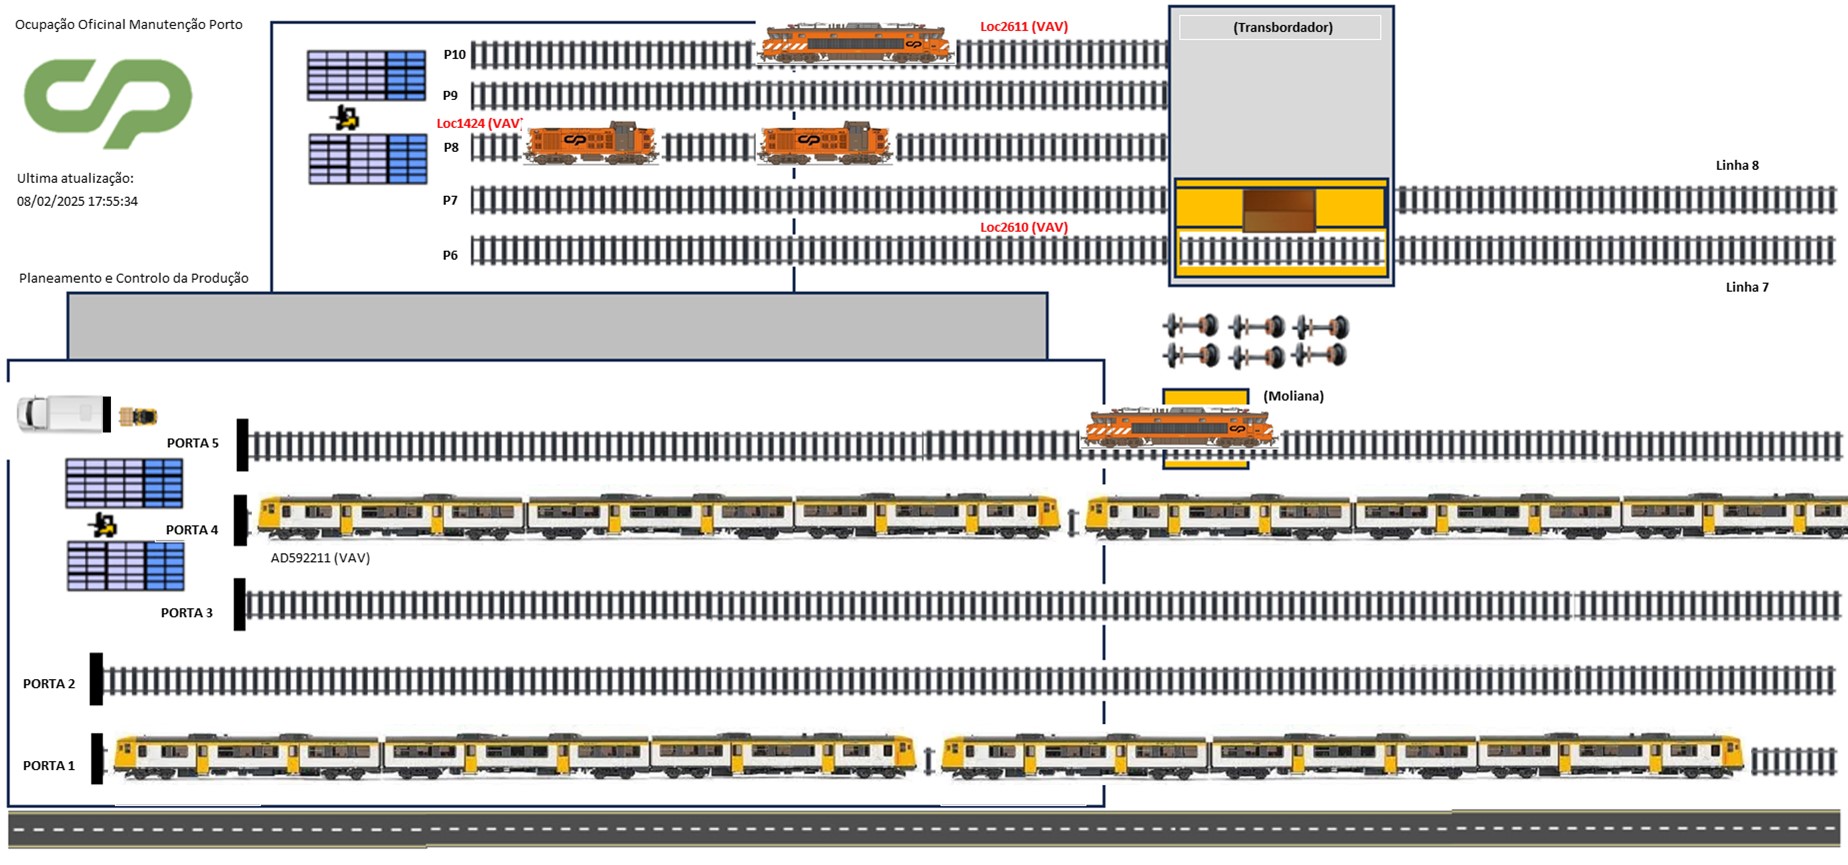 Ocupação Oficinal Manutenção Porto
Loc2611 (VAV)
(Transbordador)
P10
P9
Loc1424 (VAV)
P8
Linha 8
Ultima atualização:
08/02/2025 17:55:34
P7
Loc2610 (VAV)
P6
Planeamento e Controlo da Produção
Linha 7
(Moliana)
PORTA 5
PORTA 4
AD592211 (VAV)
PORTA 3
PORTA 2
PORTA 1